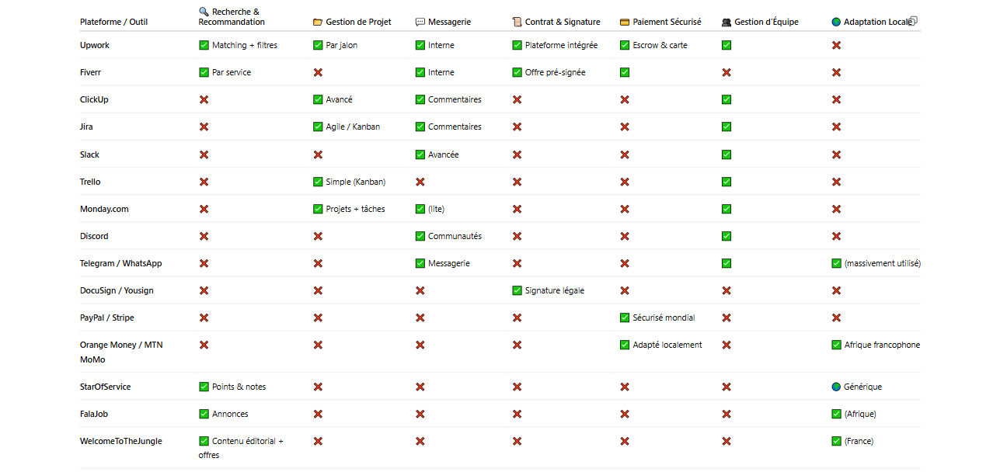 Plateforme / Outil 🔍 Recherche & Recommandation 📁 Gestion de Projet 💬 Messagerie 📜 Contrat & Signature 💳 Paiement Sécurisé 👥 Gestion d’Équipe 🌍 Adaptation Locale
Upwork ✅ Matching + filtres ✅ Par jalon ✅ Interne ✅ Plateforme intégrée ✅ Escrow & carte ✅ ❌
Fiverr ✅ Par service ❌ ✅ Interne ✅ Offre pré-signée ✅ ❌ ❌
ClickUp ❌ ✅ Avancé ✅ Commentaires ❌ ❌ ✅ ❌
Jira ❌ ✅ Agile / Kanban ✅ Commentaires ❌ ❌ ✅ ❌
Slack ❌ ❌ ✅ Avancée ❌ ❌ ✅ ❌
Trello ❌ ✅ Simple (Kanban) ❌ ❌ ❌ ✅ ❌
Monday.com ❌ ✅ Projets + tâches ✅ (lite) ❌ ❌ ✅ ❌
Discord ❌ ❌ ✅ Communautés ❌ ❌ ✅ ❌
Telegram / WhatsApp ❌ ❌ ✅ Messagerie ❌ ❌ ✅ ✅ (massivement utilisé)
DocuSign / Yousign ❌ ❌ ❌ ✅ Signature légale ❌ ❌ ❌
PayPal / Stripe ❌ ❌ ❌ ❌ ✅ Sécurisé mondial ❌ ❌
Orange Money / MTN MoMo ❌ ❌ ❌ ❌ ✅ Adapté localement ❌ ✅ Afrique francophone
StarOfService ✅ Points & notes ❌ ❌ ❌ ❌ ❌ 🌍 Générique
FalaJob ✅ Annonces ❌ ❌ ❌ ❌ ❌ ✅ (Afrique)
WelcomeToTheJungle ✅ Contenu éditorial + offres ❌ ❌ ❌ ❌ ❌ ✅ (France)